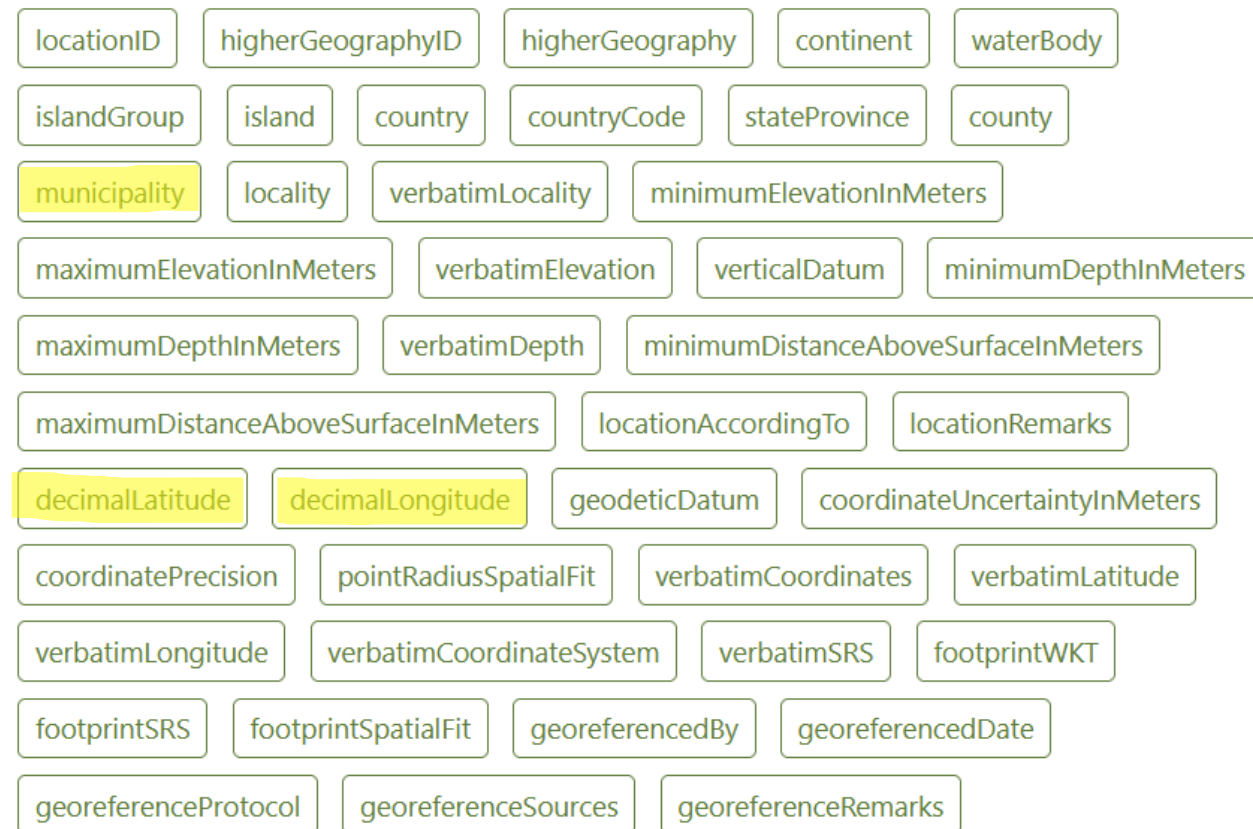 locationID higherGeographyID higherGeography continent waterBody
islandGroup island country countryCode stateProvince county
municipality locality verbatimLocality minimumElevationInMeters
maximumElevationInMeters verbatimElevation verticalDatum minimumDepthInMeters
maximumDepthInMeters verbatimDepth minimumDistanceAboveSurfaceInMeters
maximumDistanceAboveSurfaceInMeters locationAccordingTo locationRemarks
decimalLatitude decimalLongitude geodeticDatum coordinateUncertaintyInMeters
coordinatePrecision pointRadiusSpatialFit verbatimCoordinates verbatimLatitude
verbatimLongitude verbatimCoordinateSystem verbatimSRS footprintWKT
footprintSRS footprintSpatialFit georeferencedBy georeferencedDate
georeferenceProtocol georeferenceSources georeferenceRemarks